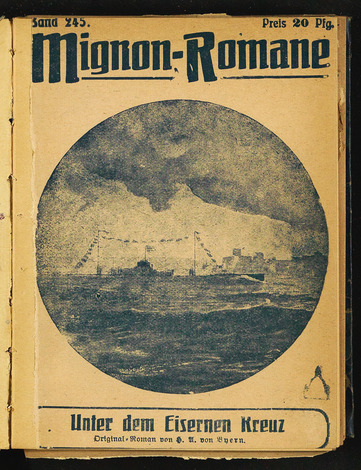 Band 245.
Preis 20 Pfg.
Mignon-Romane
Unter dem Eisernen Kreuz
Original-Roman von H. A. von Byern.